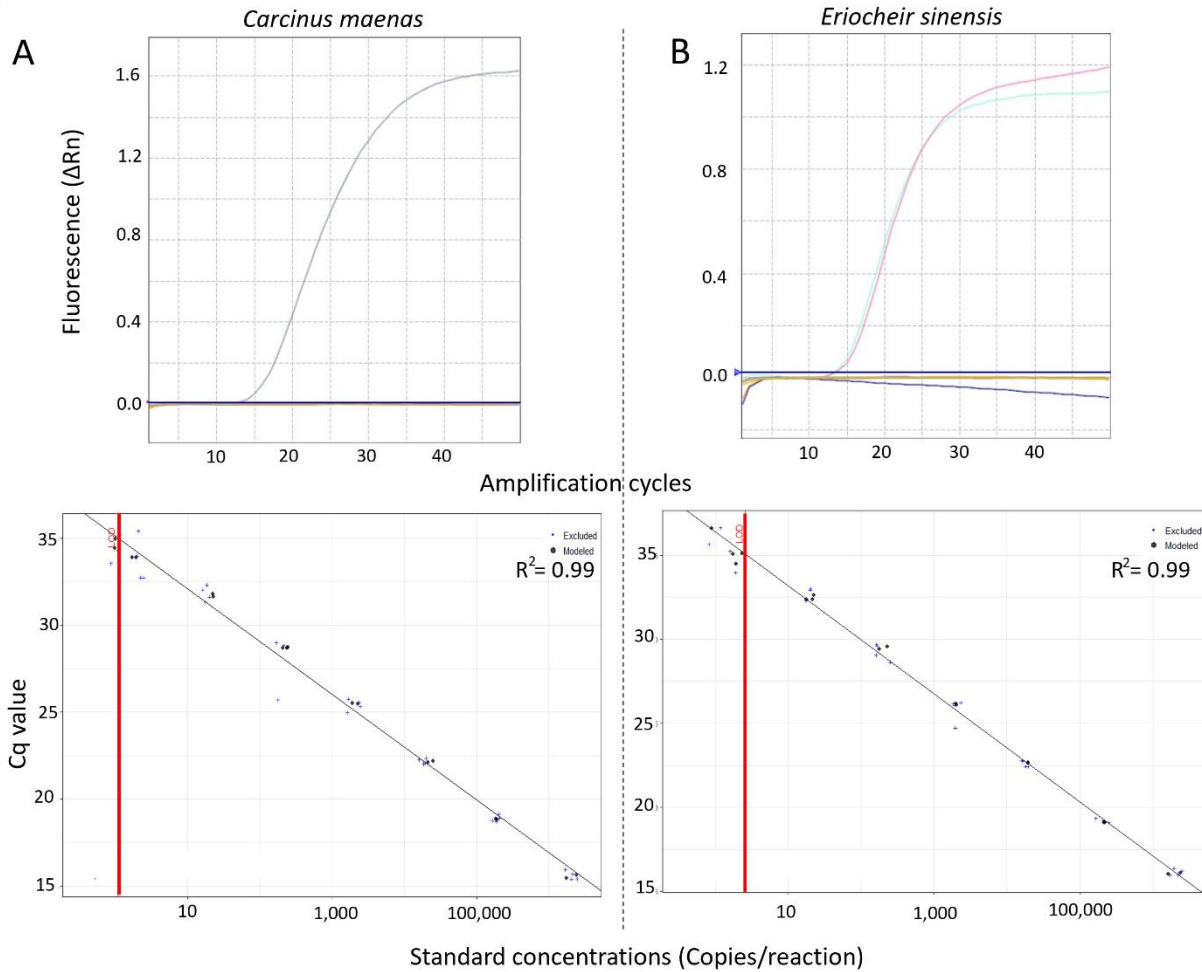 Carcinus maenas
Eriocheir sinensis
A
B
Fluorescence (ΔRn)
1.6
1.2
0.8
0.4
0.0
10 20 30 40
1.2
0.8
0.4
0.0
10 20 30 40
Amplification cycles
Cq value
35
30
25
20
15
LOD
Excluded
Modeled
R²= 0.99
10 1,000 100,000
35
30
25
20
15
LOD
Excluded
Modeled
R²= 0.99
10 1,000 100,000
Standard concentrations (Copies/reaction)